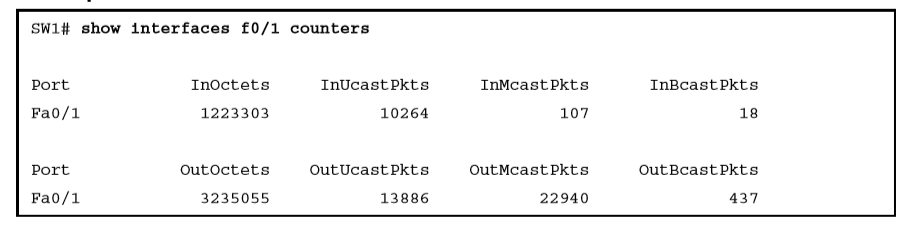 SW1# show interfaces f0/1 counters
Port InOctets InUcastPkts InMcastPkts InBcastPkts
Fa0/1 1223303 10264 107 18
Port OutOctets OutUcastPkts OutMcastPkts OutBcastPkts
Fa0/1 3235055 13886 22940 437